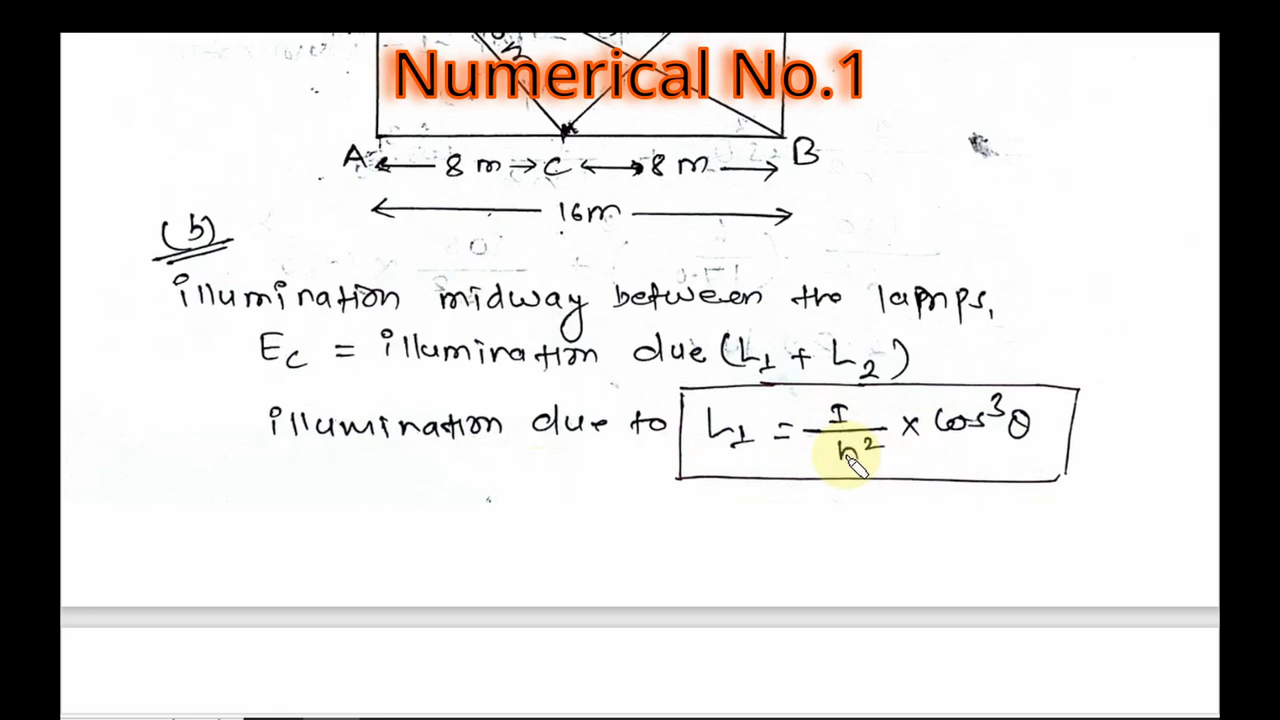 Numerical No.1
A ← 8 m → C ↔ 8 m → B
← 16m →
(b)
illumination midway between the lamps,
Ec = illumination due (L1 + L2)
illumination due to L1 = I/h² × Cos³θ